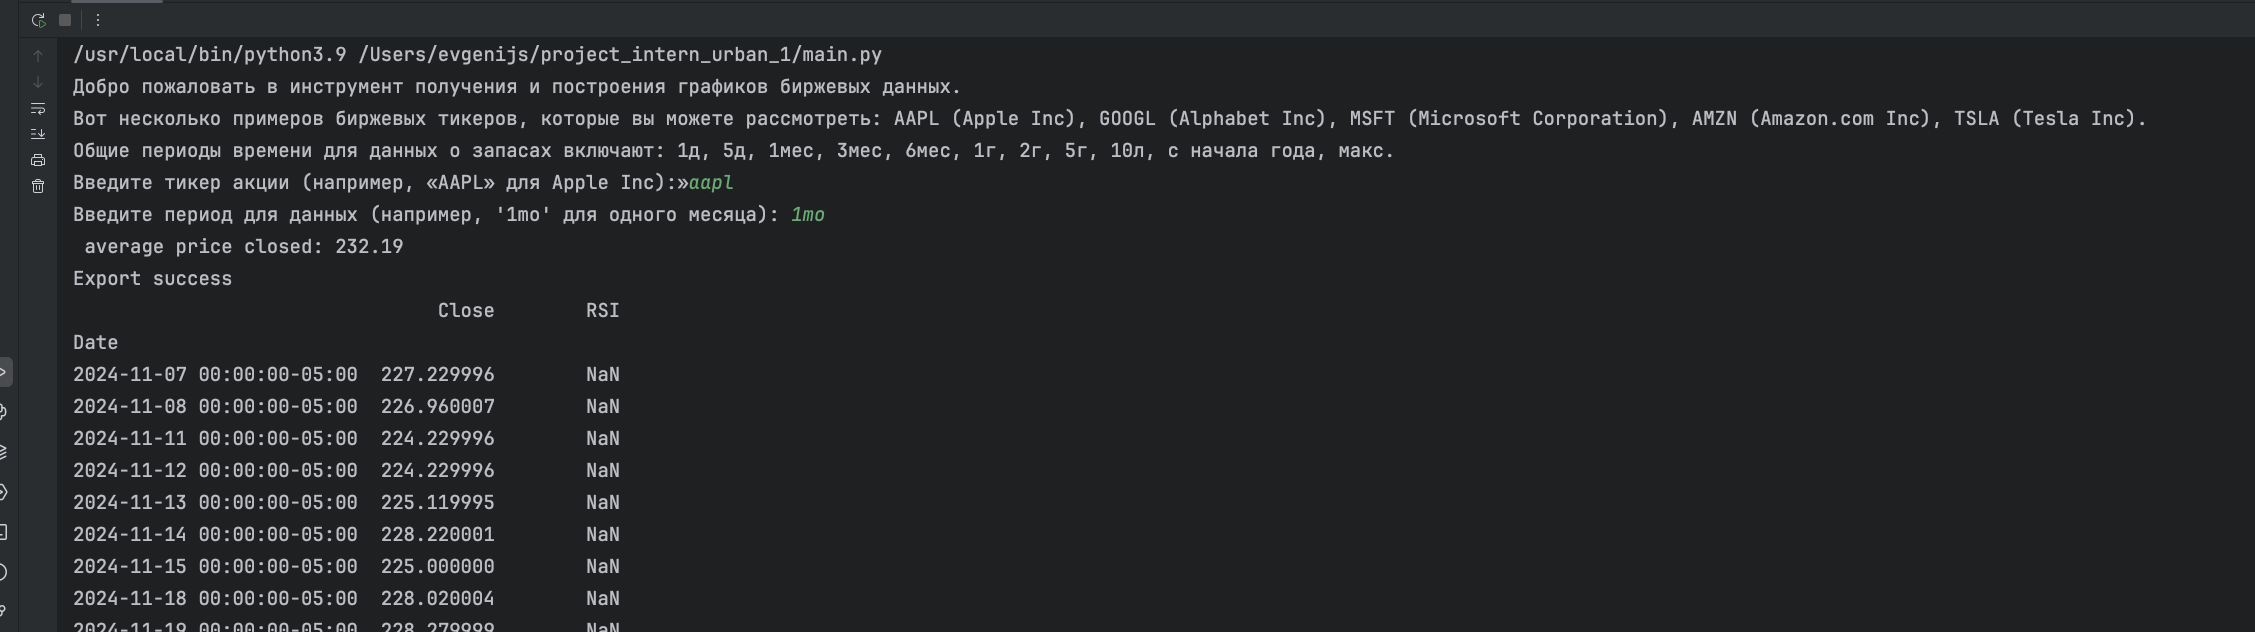 /usr/local/bin/python3.9 /Users/evgenijs/project_intern_urban_1/main.py
Добро пожаловать в инструмент получения и построения графиков биржевых данных.
Вот несколько примеров биржевых тикеров, которые вы можете рассмотреть: AAPL (Apple Inc), GOOGL (Alphabet Inc), MSFT (Microsoft Corporation), AMZN (Amazon.com Inc), TSLA (Tesla Inc).
Общие периоды времени для данных о запасах включают: 1д, 5д, 1мес, 3мес, 6мес, 1г, 2г, 5г, 10л, с начала года, макс.
Введите тикер акции (например, «AAPL» для Apple Inc):»aapl
Введите период для данных (например, '1mo' для одного месяца): 1mo
average price closed: 232.19
Export success
Close RSI
Date
2024-11-07 00:00:00-05:00 227.229996 NaN
2024-11-08 00:00:00-05:00 226.960007 NaN
2024-11-11 00:00:00-05:00 224.229996 NaN
2024-11-12 00:00:00-05:00 224.229996 NaN
2024-11-13 00:00:00-05:00 225.119995 NaN
2024-11-14 00:00:00-05:00 228.220001 NaN
2024-11-15 00:00:00-05:00 225.000000 NaN
2024-11-18 00:00:00-05:00 228.020004 NaN
2024-11-19 00:00:00-05:00 228.279999 NaN